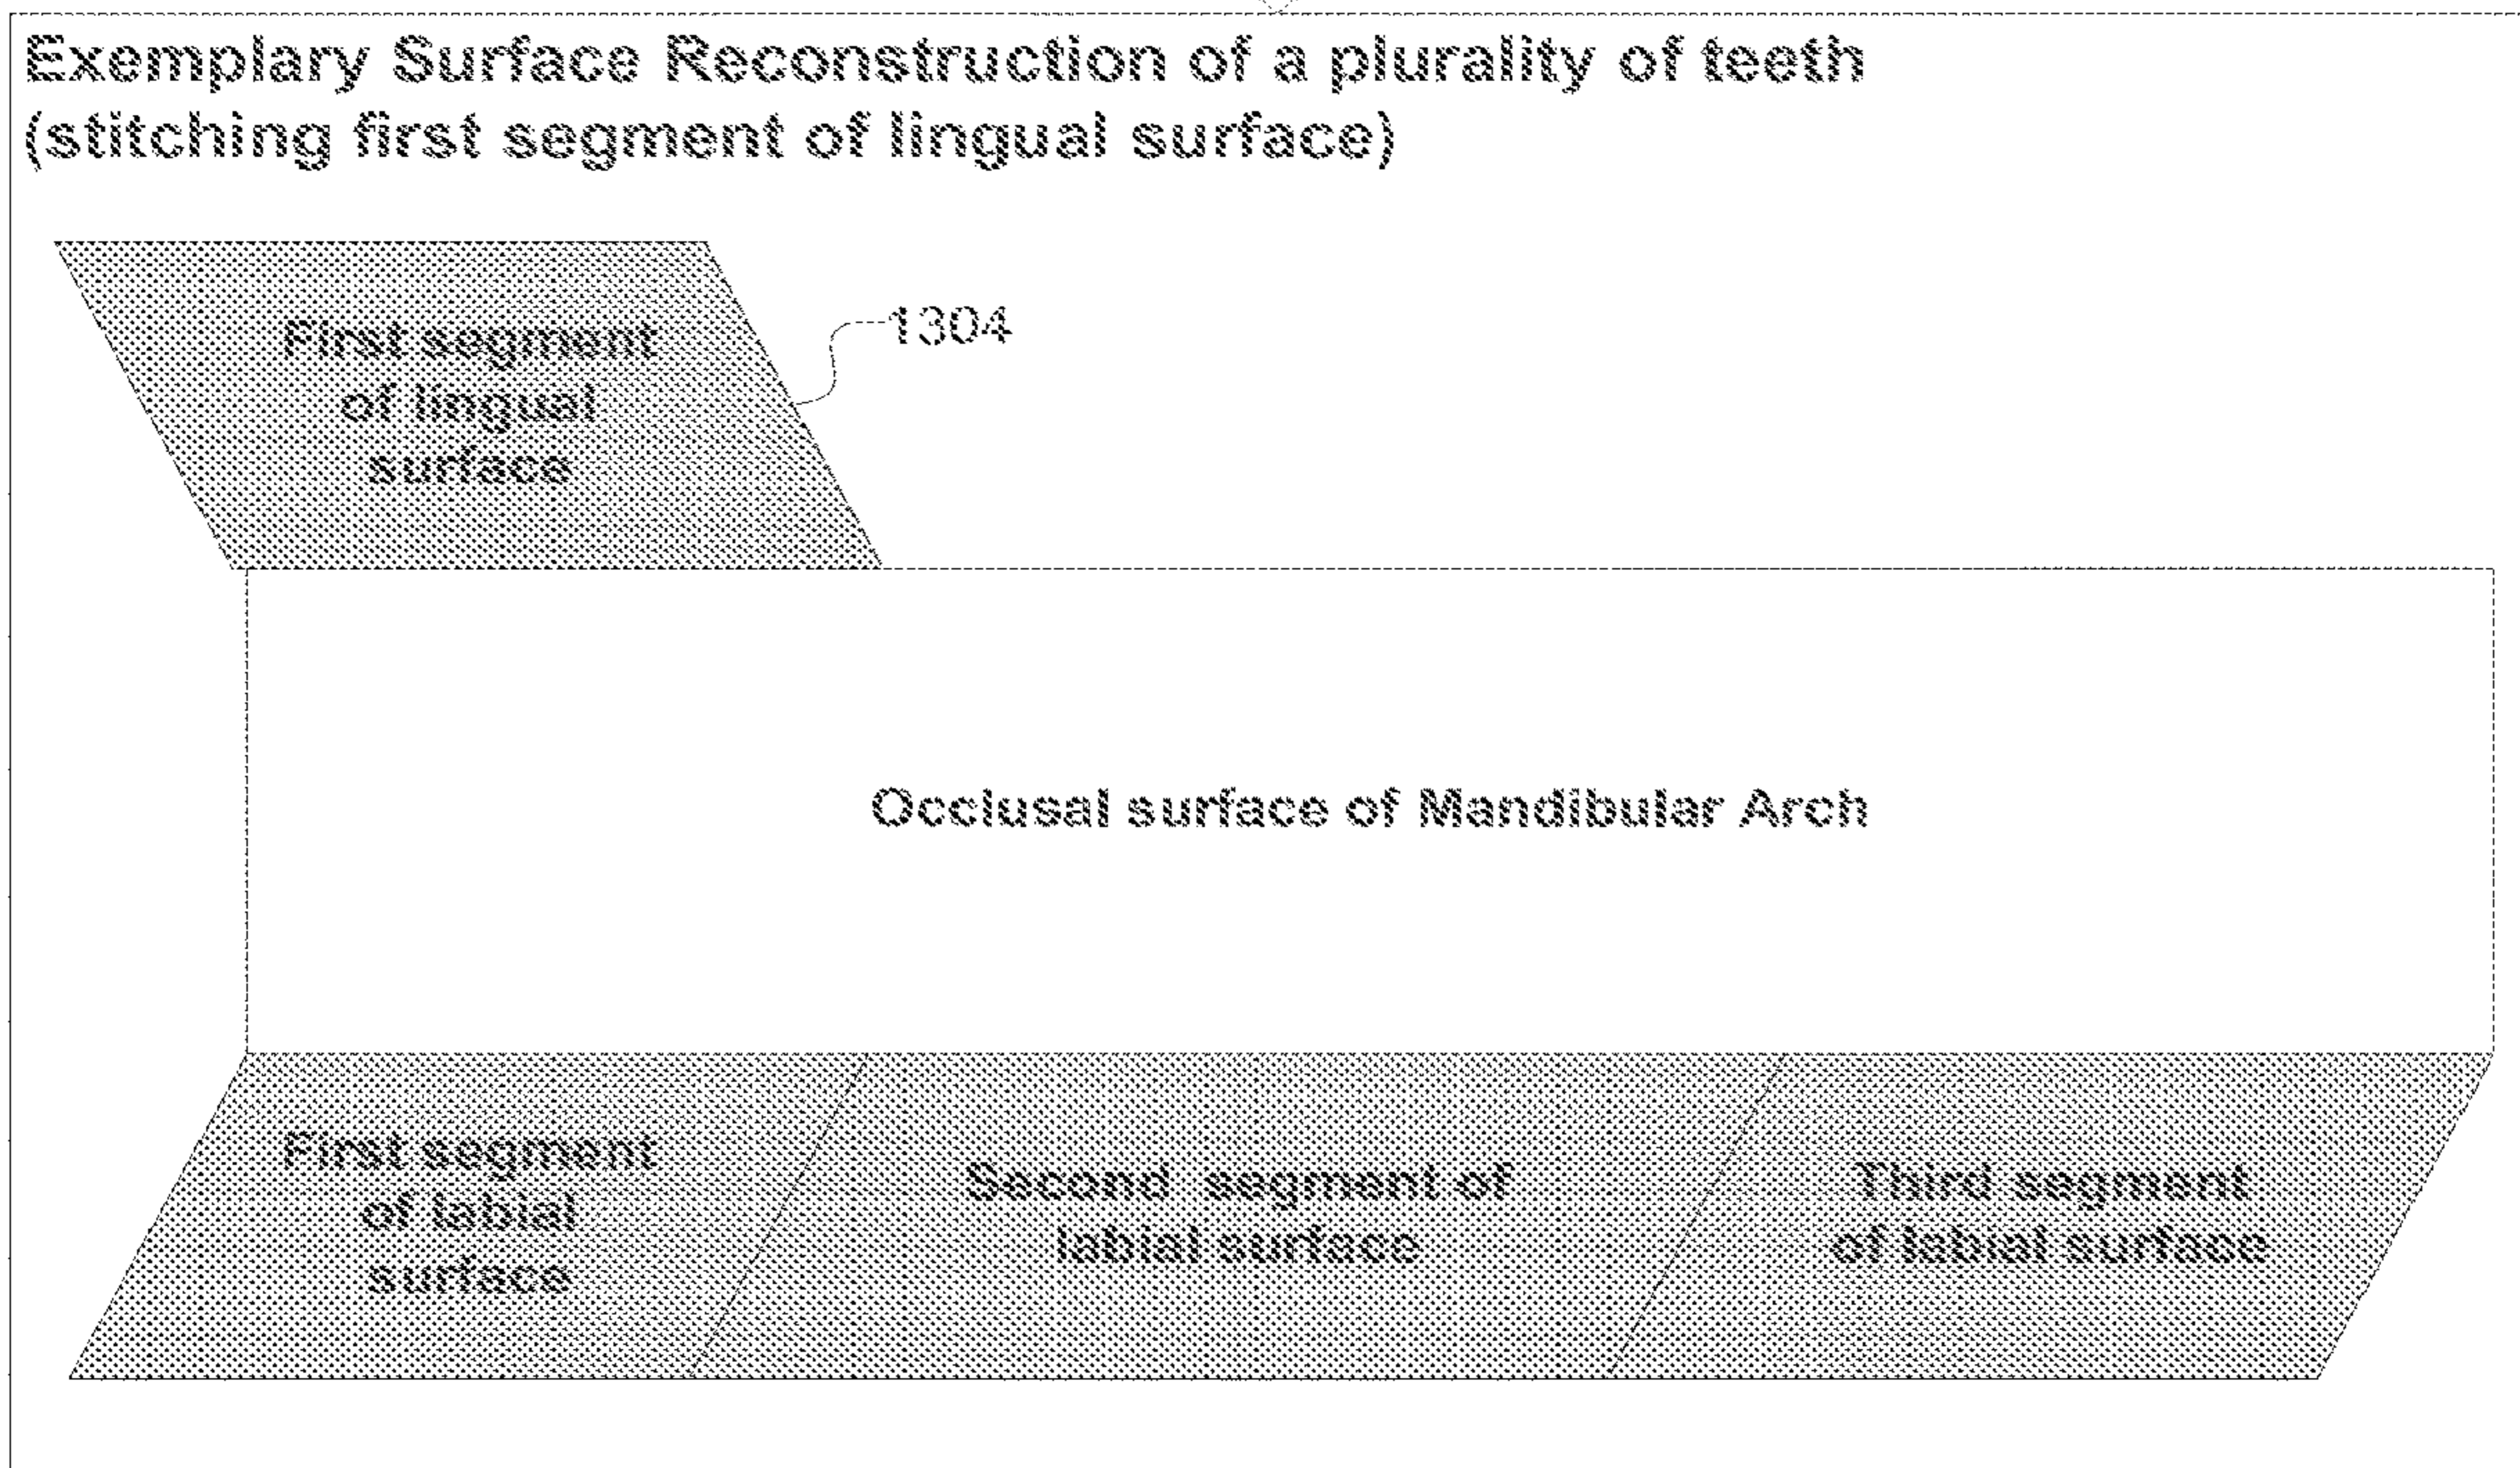 Exemplary Surface Reconstruction of a plurality of teeth
(stitching first segment of lingual surface)
First segment
of lingual
surface
1304
Occlusal surface of Mandibular Arch
First segment
of labial
surface
Second segment of
labial surface
Third segment
of labial surface